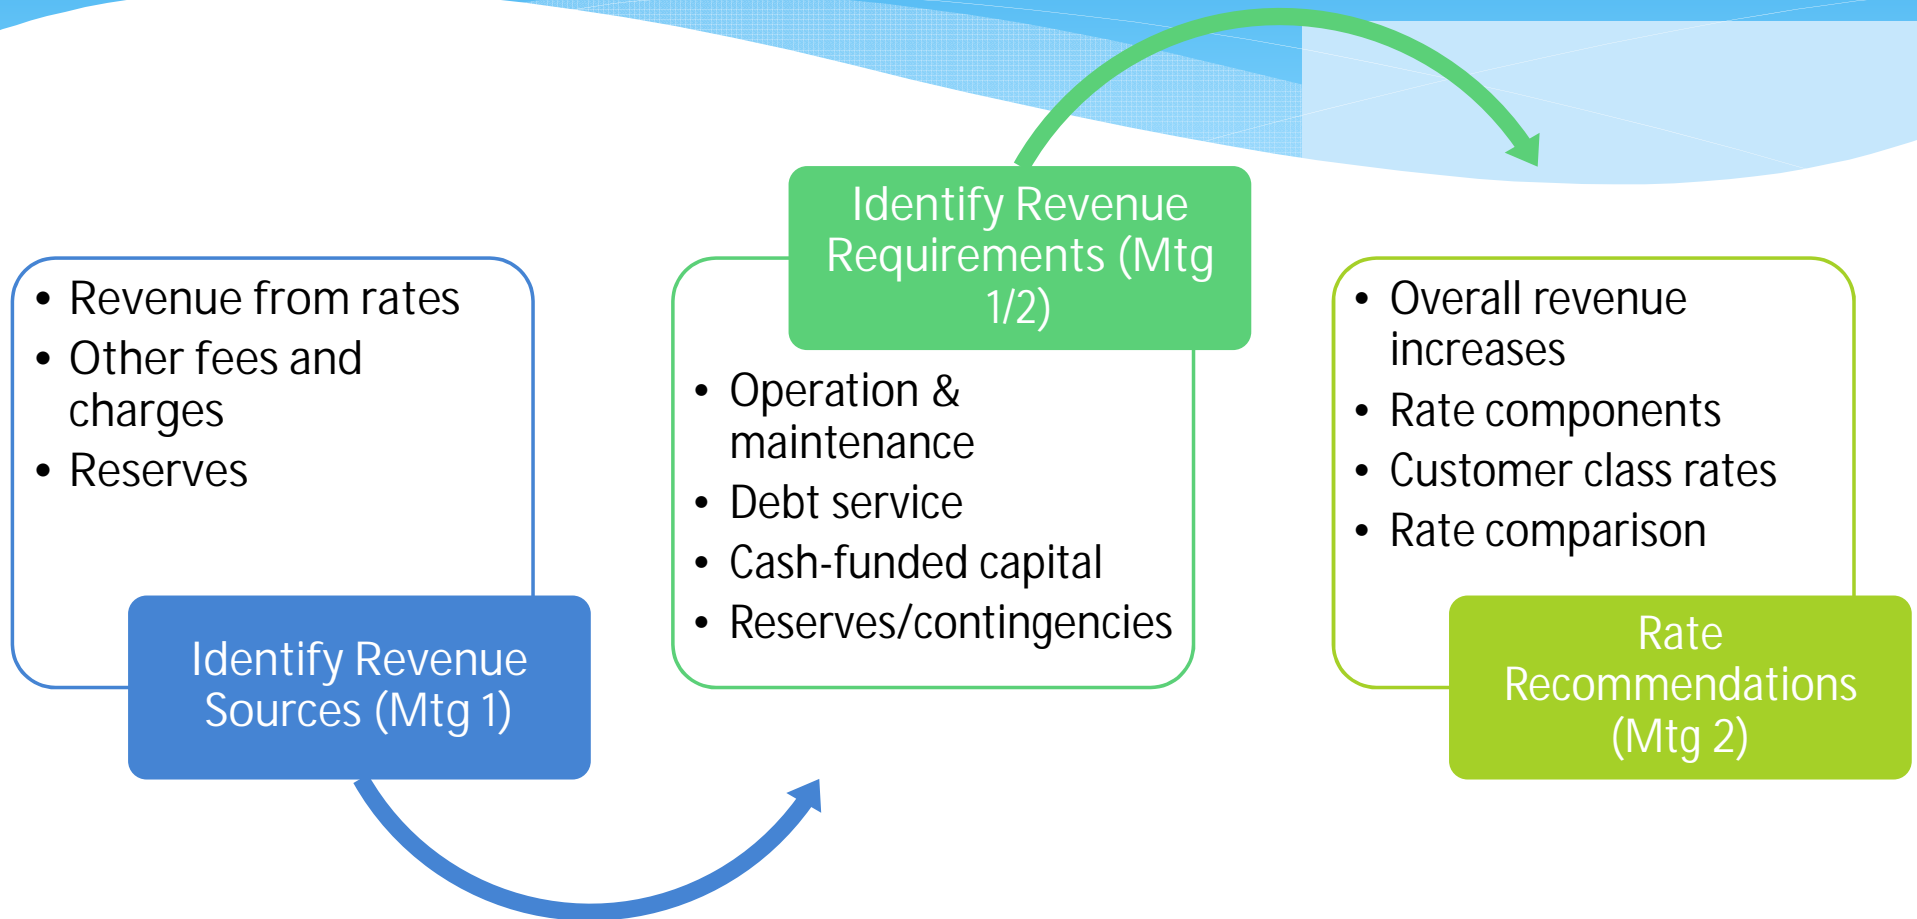 • Revenue from rates
• Other fees and
charges
• Reserves
Identify Revenue
Sources (Mtg 1)
Identify Revenue
Requirements (Mtg
1/2)
• Operation &
maintenance
• Debt service
• Cash-funded capital
• Reserves/contingencies
• Overall revenue
increases
• Rate components
• Customer class rates
• Rate comparison
Rate
Recommendations
(Mtg 2)